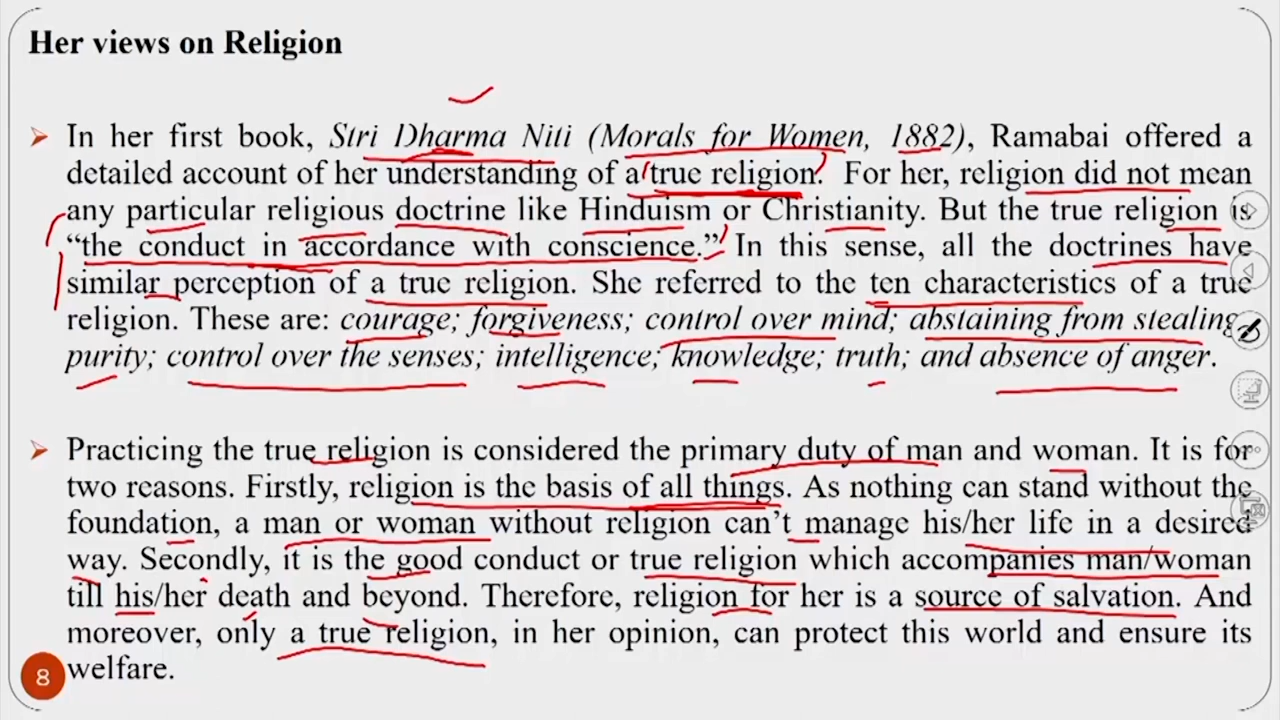 Her views on Religion
In her first book, Stri Dharma Niti (Morals for Women, 1882), Ramabai offered a
detailed account of her understanding of a true religion. For her, religion did not mean
any particular religious doctrine like Hinduism or Christianity. But the true religion is
“the conduct in accordance with conscience.” In this sense, all the doctrines have
similar perception of a true religion. She referred to the ten characteristics of a true
religion. These are: courage; forgiveness; control over mind; abstaining from stealing;
purity; control over the senses; intelligence; knowledge; truth; and absence of anger.
Practicing the true religion is considered the primary duty of man and woman. It is for
two reasons. Firstly, religion is the basis of all things. As nothing can stand without the
foundation, a man or woman without religion can’t manage his/her life in a desired
way. Secondly, it is the good conduct or true religion which accompanies man/woman
till his/her death and beyond. Therefore, religion for her is a source of salvation. And
moreover, only a true religion, in her opinion, can protect this world and ensure its
welfare.
8